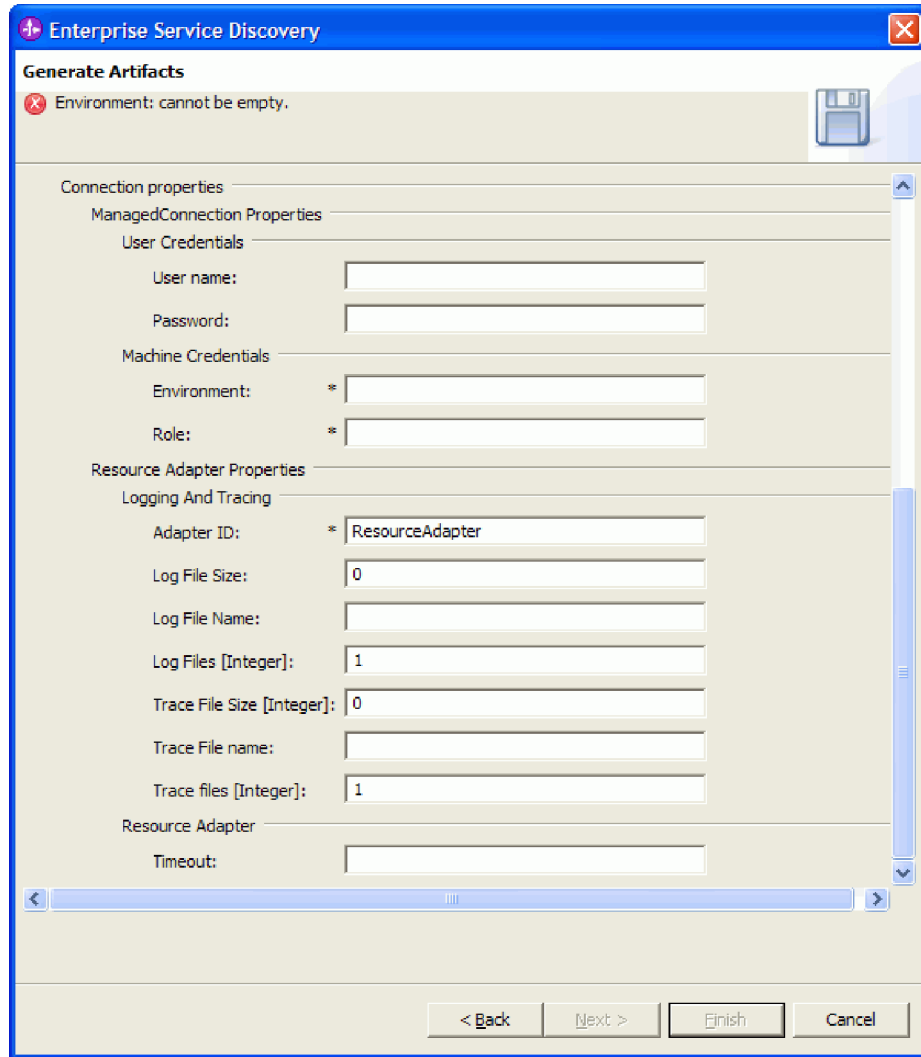 Enterprise Service Discovery
Generate Artifacts
Environment: cannot be empty.
Connection properties
ManagedConnection Properties
User Credentials
User name:
Password:
Machine Credentials
Environment: *
Role: *
Resource Adapter Properties
Logging And Tracing
Adapter ID: * ResourceAdapter
Log File Size: 0
Log File Name:
Log Files [Integer]: 1
Trace File Size [Integer]: 0
Trace File name:
Trace files [Integer]: 1
Resource Adapter
Timeout:
< Back Next > Finish Cancel